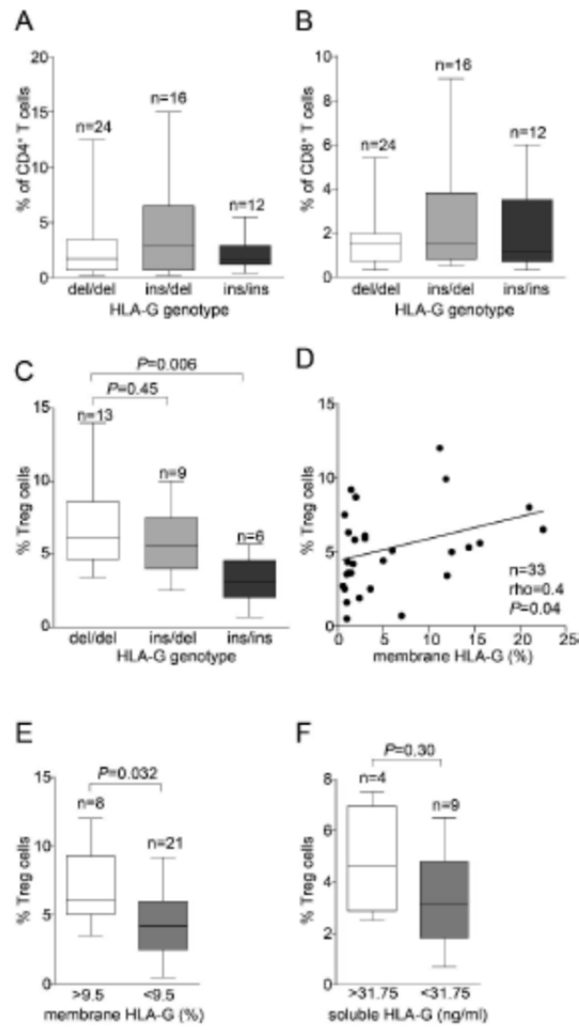 A
% of CD4⁺ T cells
20
15
10
5
0
n=24
n=16
n=12
del/del
ins/del
ins/ins
HLA-G genotype
B
% of CD8⁺ T cells
10
8
6
4
2
0
n=24
n=16
n=12
del/del
ins/del
ins/ins
HLA-G genotype
C
P=0.006
P=0.45
% Treg cells
15
10
5
0
n=13
n=9
n=6
del/del
ins/del
ins/ins
HLA-G genotype
D
% Treg cells
15
10
5
0
n=33
rho=0.4
P=0.04
0 5 10 15 20 25
membrane HLA-G (%)
E
P=0.032
% Treg cells
15
10
5
0
n=8
n=21
>9.5
<9.5
membrane HLA-G (%)
F
P=0.30
% Treg cells
8
6
4
2
0
n=4
n=9
>31.75
<31.75
soluble HLA-G (ng/ml)